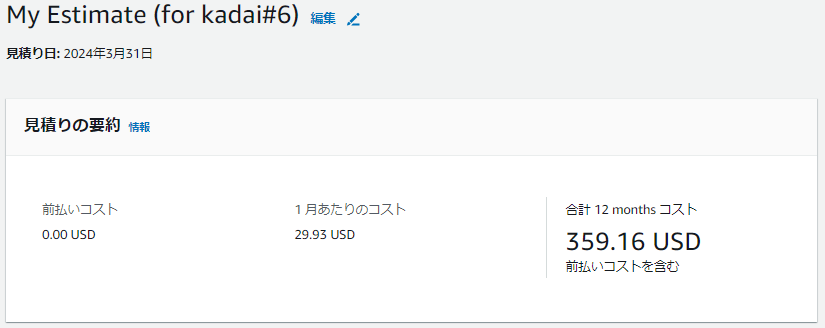 My Estimate (for kadai#6) 編集
見積り日: 2024年3月31日
見積りの要約 情報
前払いコスト
0.00 USD
1 月あたりのコスト
29.93 USD
合計 12 months コスト
359.16 USD
前払いコストを含む